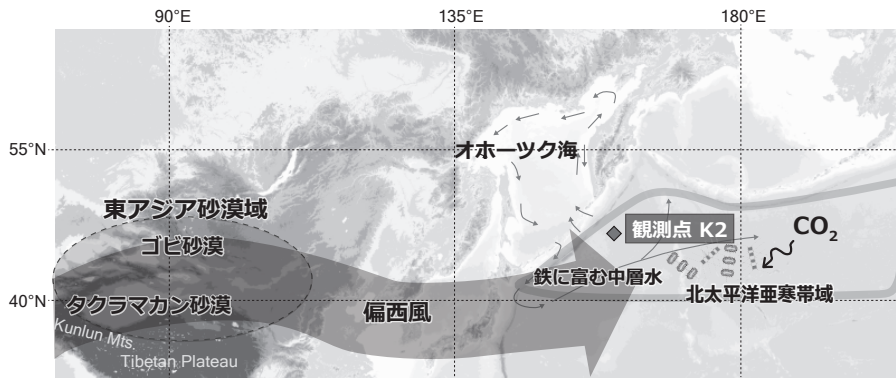 90°E
135°E
180°E
55°N
オホーツク海
東アジア砂漠域
ゴビ砂漠
観測点 K2
CO₂
鉄に富む中層水
北太平洋亜寒帯域
40°N
タクラマカン砂漠
偏西風
Kunlun Mts.
Tibetan Plateau